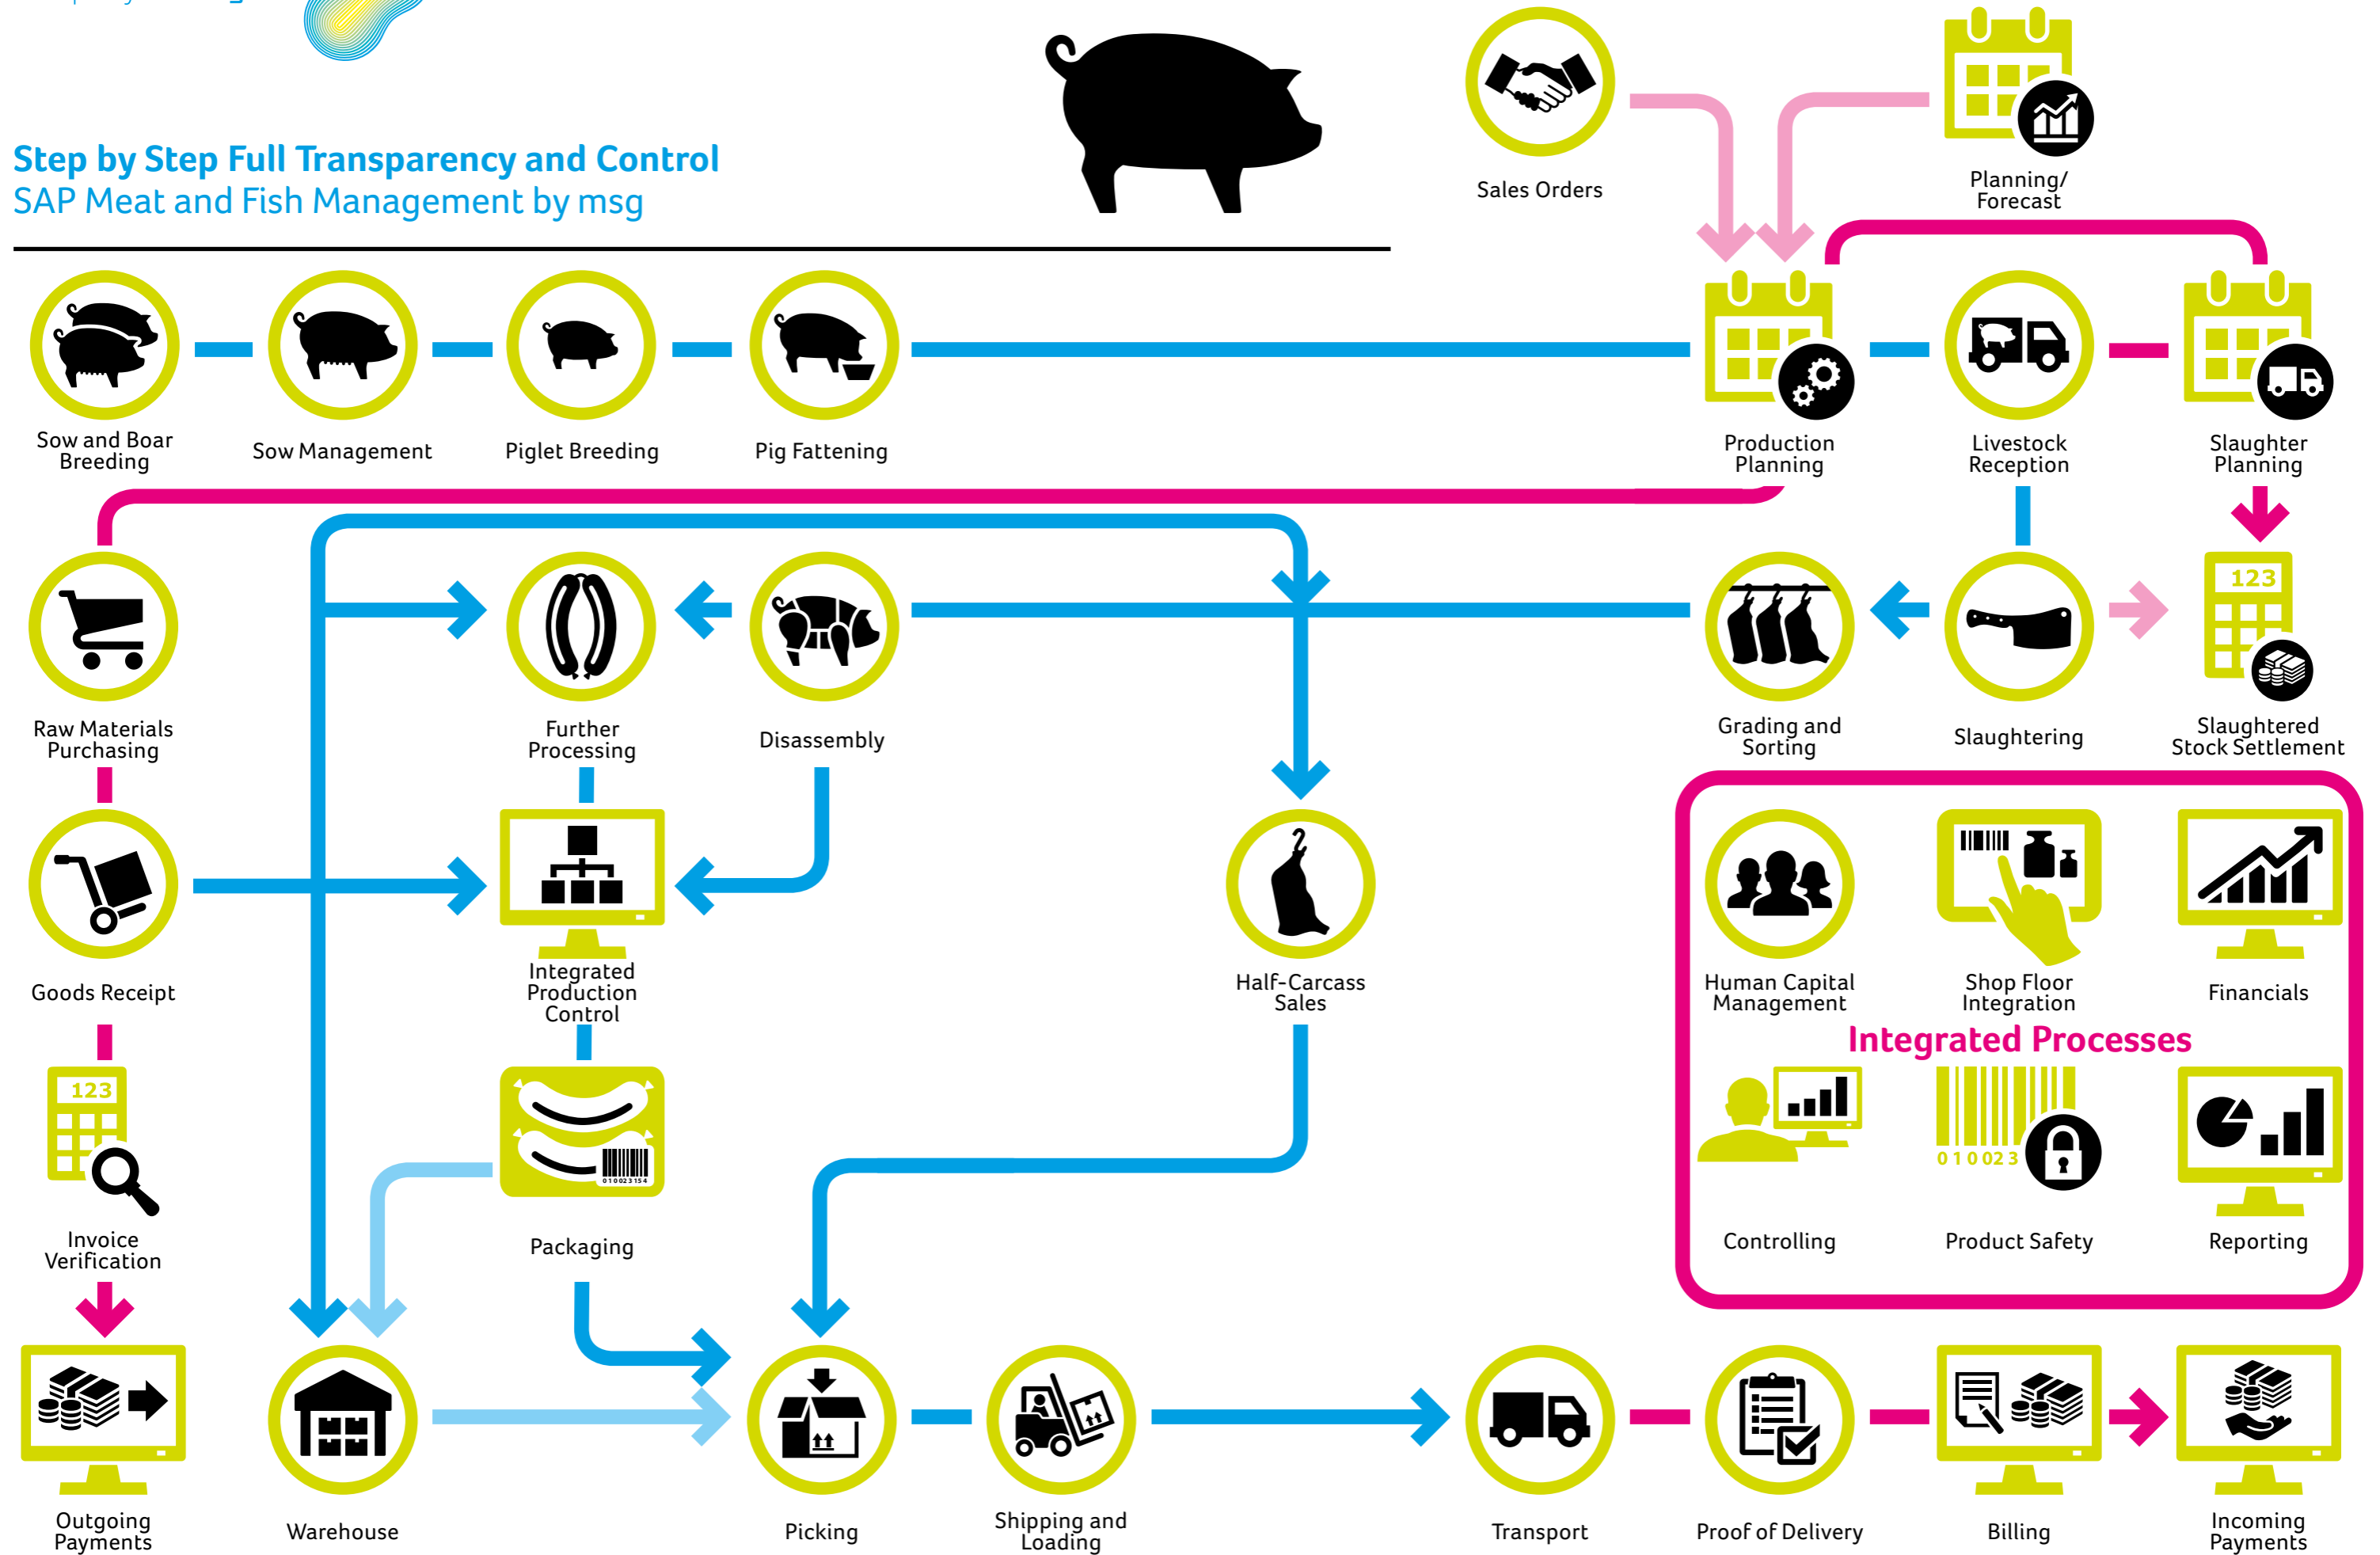 Step by Step Full Transparency and Control
SAP Meat and Fish Management by msg
Sales Orders
Planning/
Forecast
Sow and Boar
Breeding
Sow Management
Piglet Breeding
Pig Fattening
Production
Planning
Livestock
Reception
Slaughter
Planning
123
Raw Materials
Purchasing
Further
Processing
Disassembly
Grading and
Sorting
Slaughtering
Slaughtered
Stock Settlement
Goods Receipt
Integrated
Production
Control
Half-Carcass
Sales
Human Capital
Management
Shop Floor
Integration
Financials
Integrated Processes
123
010023154
010023
Invoice
Verification
Packaging
Controlling
Product Safety
Reporting
Outgoing
Payments
Warehouse
Picking
Shipping and
Loading
Transport
Proof of Delivery
Billing
Incoming
Payments